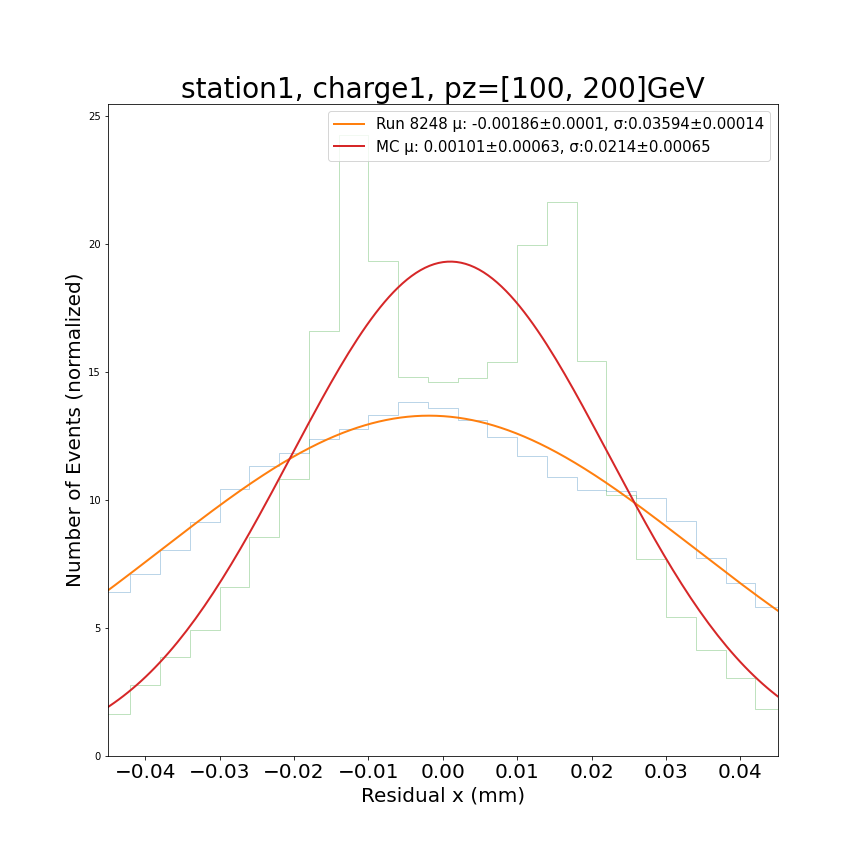 station1, charge1, pz=[100, 200]GeV
Run 8248 μ: -0.00186±0.0001, σ:0.03594±0.00014
MC μ: 0.00101±0.00063, σ:0.0214±0.00065
25
20
15
10
5
0
Number of Events (normalized)
−0.04 −0.03 −0.02 −0.01 0.00 0.01 0.02 0.03 0.04
Residual x (mm)